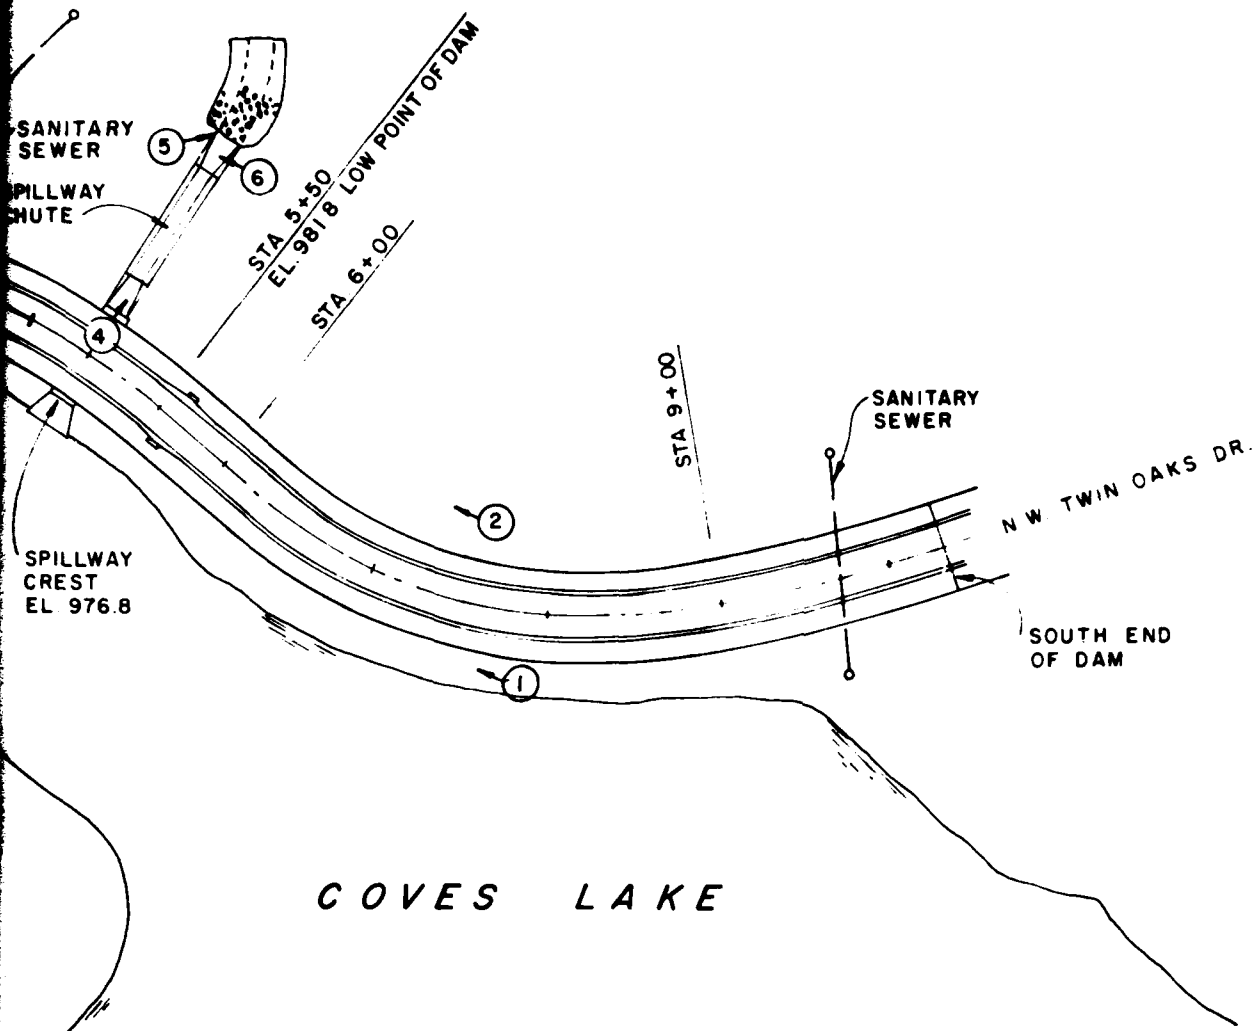 SANITARY
SEWER
5
6
PILLWAY
HUTE
STA 5+50
EL. 981 8 LOW POINT OF DAM
STA 6+00
4
STA 9+00
SANITARY
SEWER
N W. TWIN OAKS DR.
2
SPILLWAY
CREST
EL. 976.8
SOUTH END
OF DAM
1
COVES LAKE